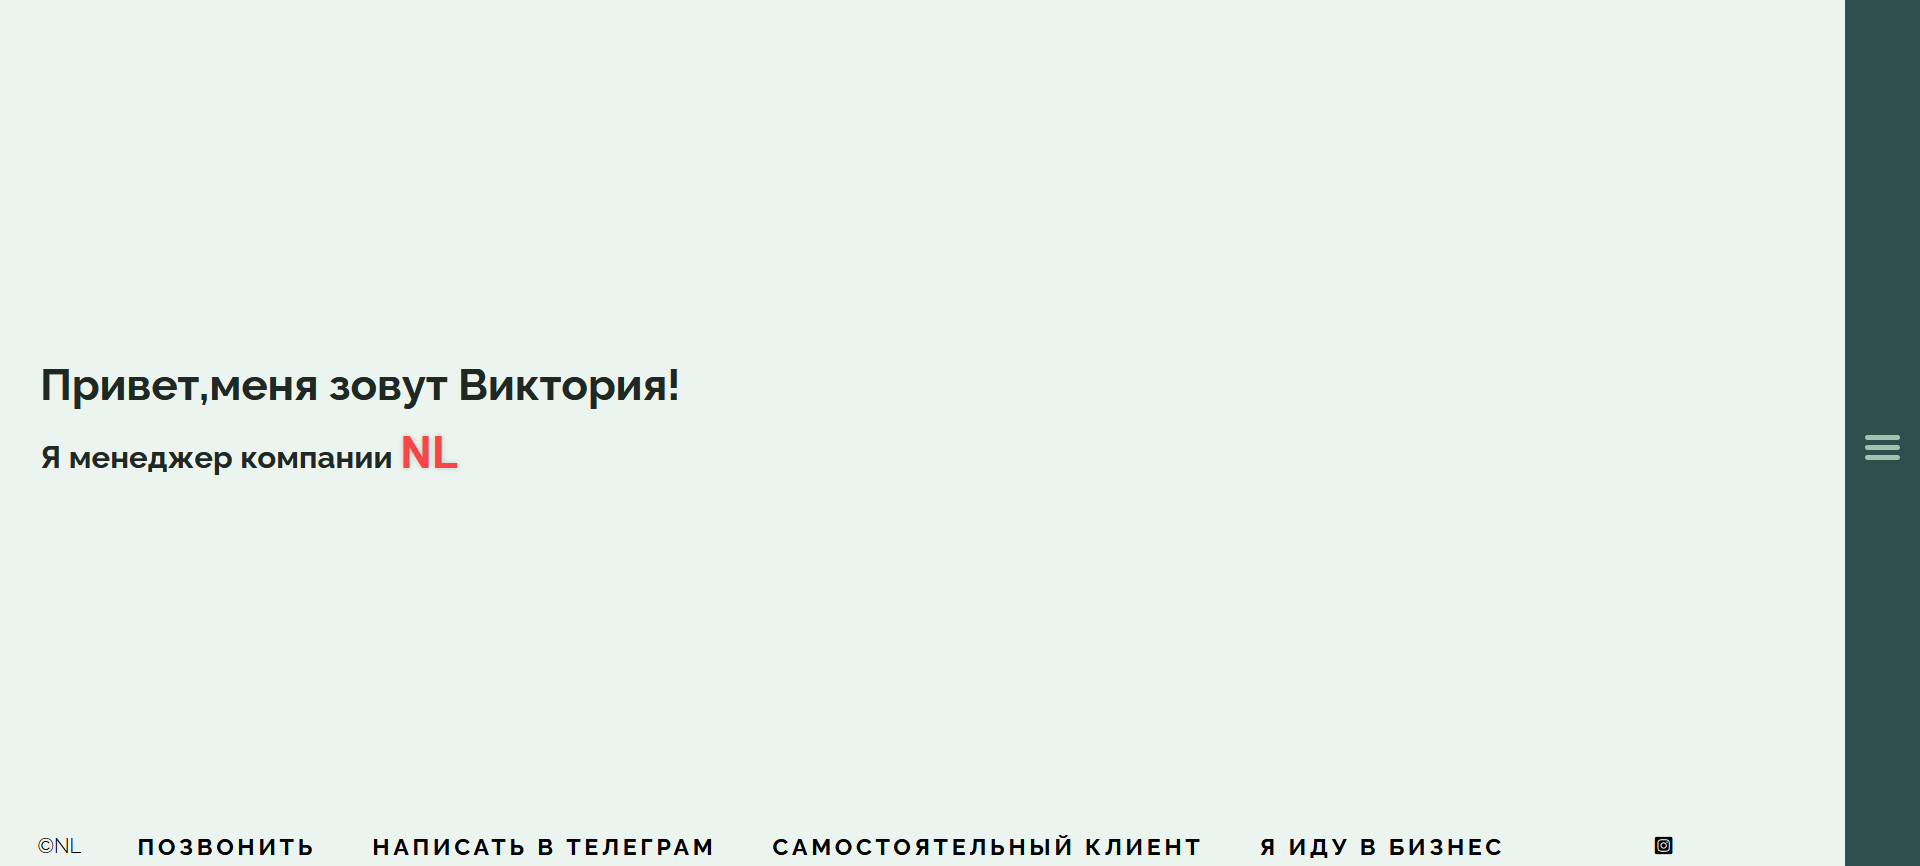 Привет,меня зовут Виктория!
Я менеджер компании NL
©NL ПОЗВОНИТЬ НАПИСАТЬ В ТЕЛЕГРАМ САМОСТОЯТЕЛЬНЫЙ КЛИЕНТ Я ИДУ В БИЗНЕС